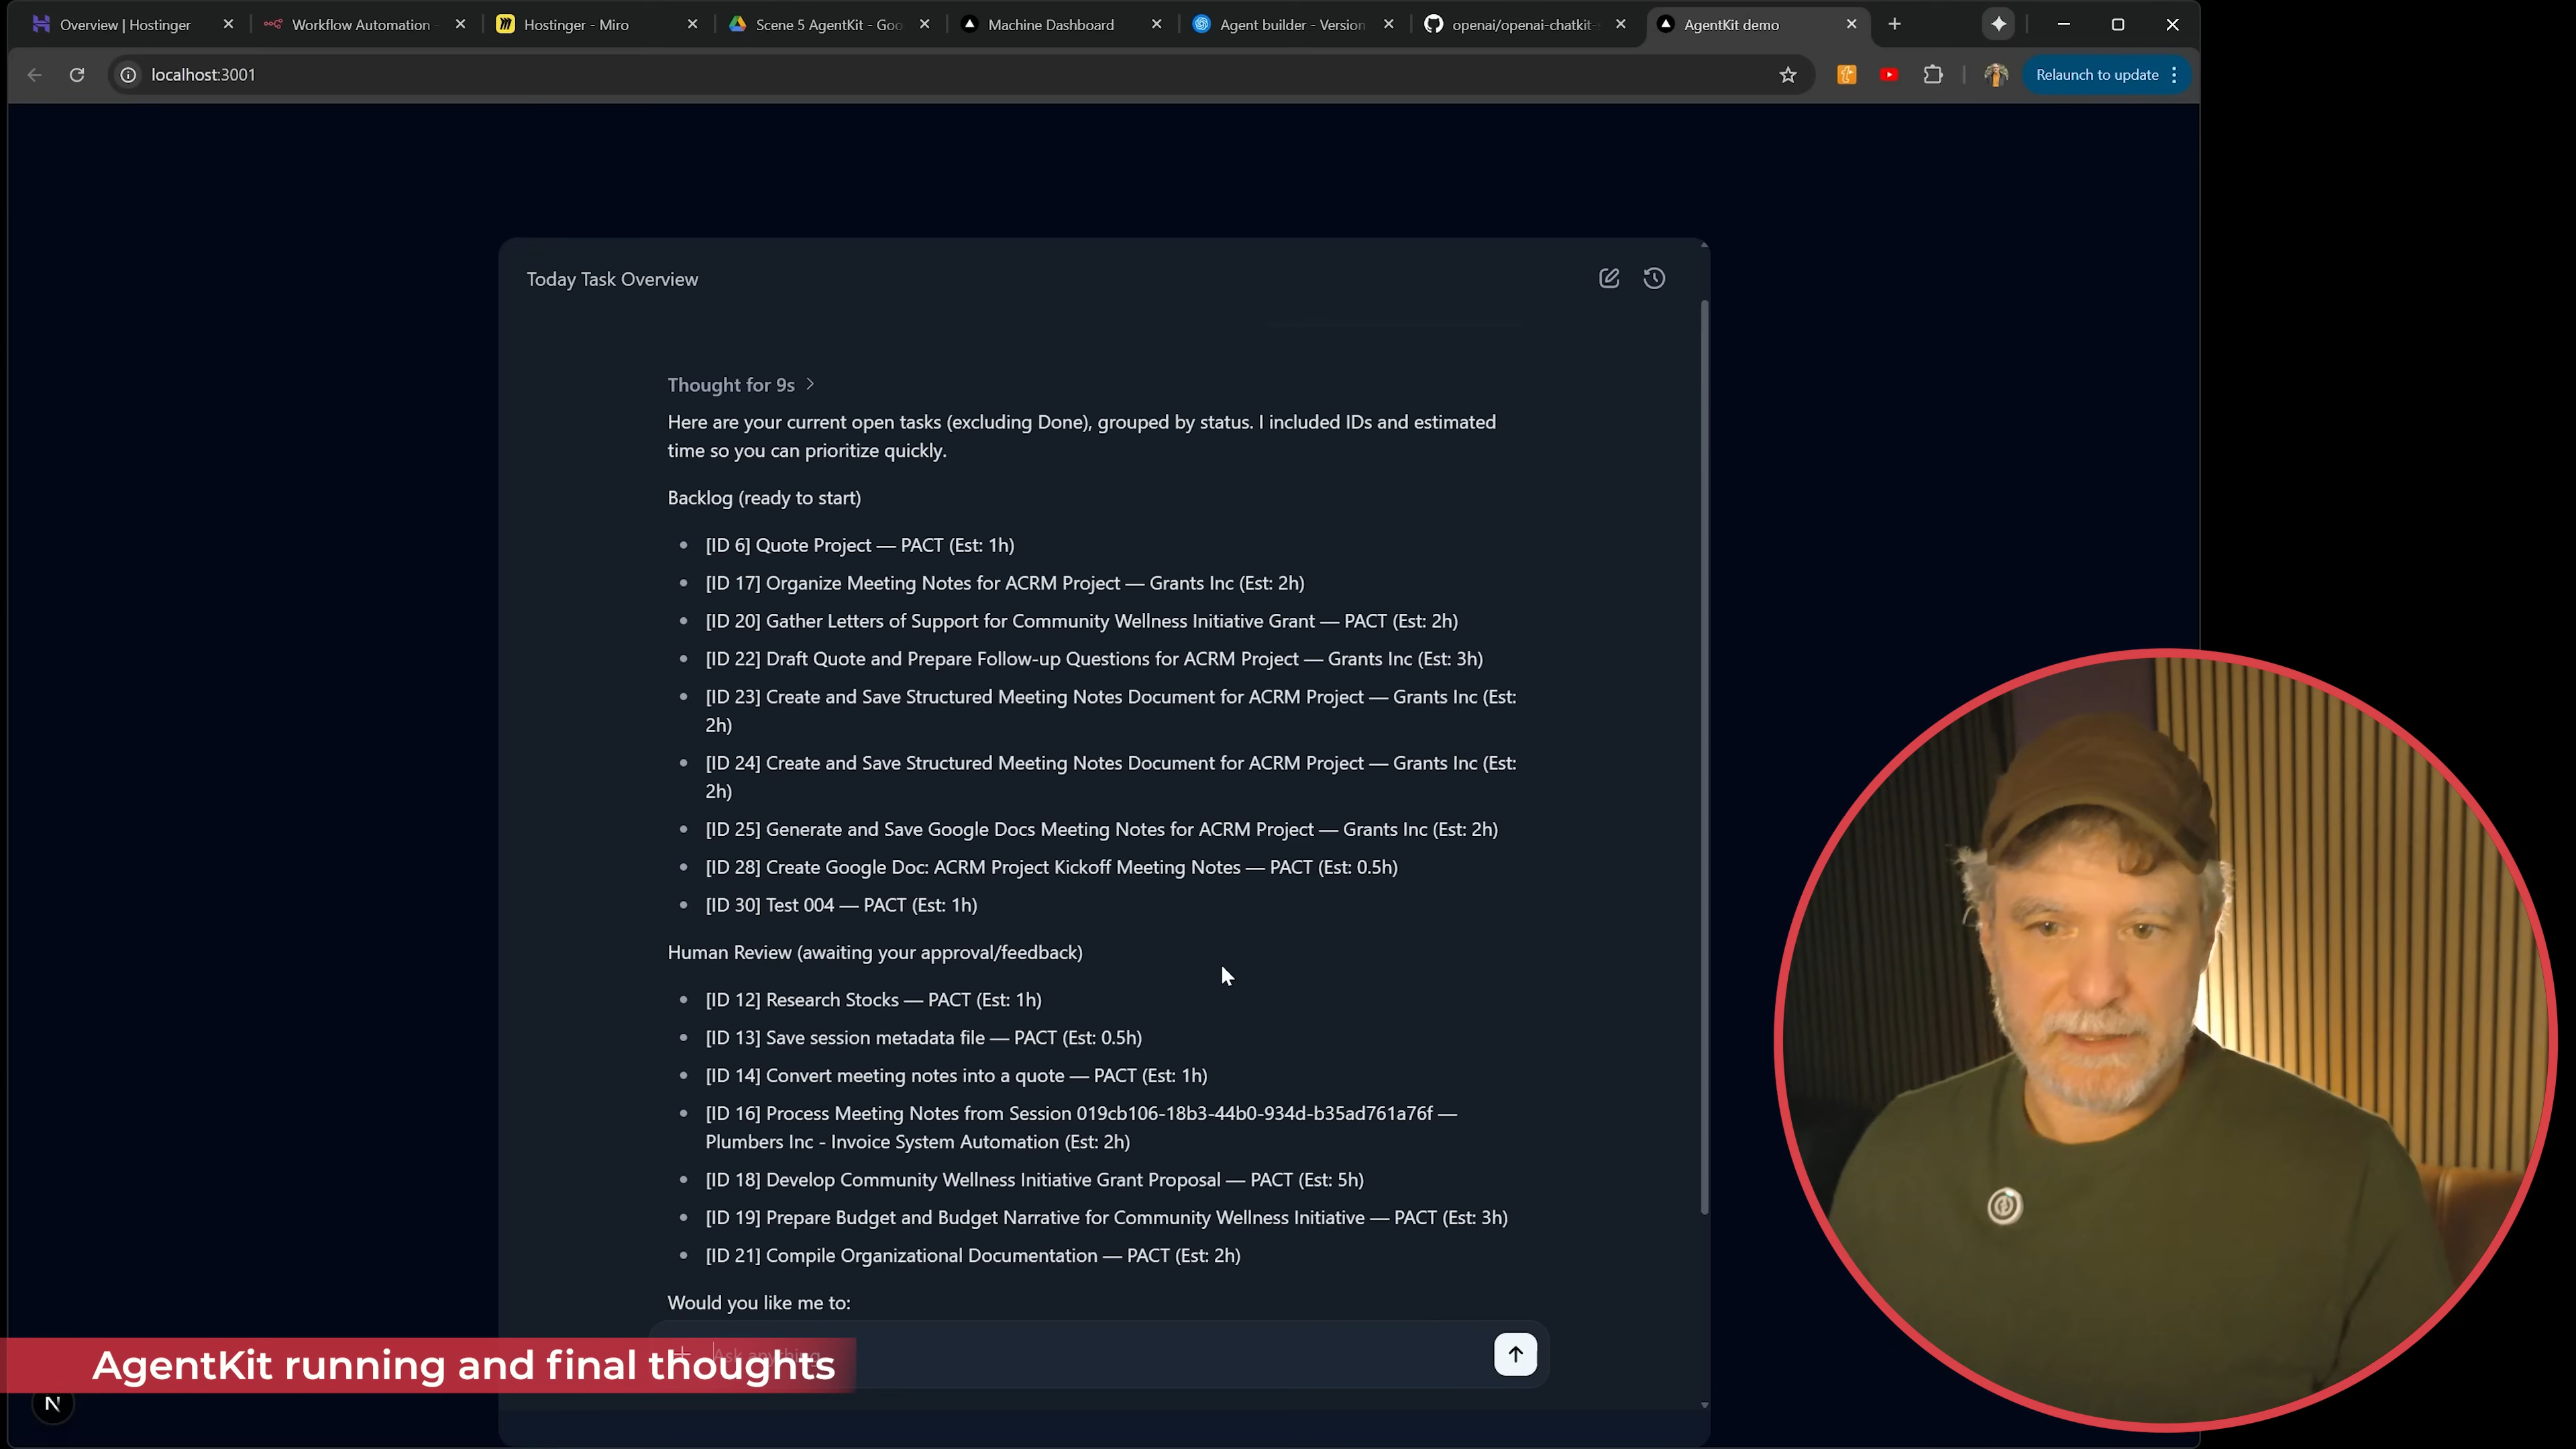 Overview | Hostinger
Workflow Automation -
Hostinger - Miro
Scene 5 AgentKit - Goo
Machine Dashboard
Agent builder - Version
openai/openai-chatkit-
AgentKit demo
localhost:3001
Relaunch to update
Today Task Overview
Thought for 9s
Here are your current open tasks (excluding Done), grouped by status. I included IDs and estimated
time so you can prioritize quickly.
Backlog (ready to start)
• [ID 6] Quote Project — PACT (Est: 1h)
• [ID 17] Organize Meeting Notes for ACRM Project — Grants Inc (Est: 2h)
• [ID 20] Gather Letters of Support for Community Wellness Initiative Grant — PACT (Est: 2h)
• [ID 22] Draft Quote and Prepare Follow-up Questions for ACRM Project — Grants Inc (Est: 3h)
• [ID 23] Create and Save Structured Meeting Notes Document for ACRM Project — Grants Inc (Est:
2h)
• [ID 24] Create and Save Structured Meeting Notes Document for ACRM Project — Grants Inc (Est:
2h)
• [ID 25] Generate and Save Google Docs Meeting Notes for ACRM Project — Grants Inc (Est: 2h)
• [ID 28] Create Google Doc: ACRM Project Kickoff Meeting Notes — PACT (Est: 0.5h)
• [ID 30] Test 004 — PACT (Est: 1h)
Human Review (awaiting your approval/feedback)
• [ID 12] Research Stocks — PACT (Est: 1h)
• [ID 13] Save session metadata file — PACT (Est: 0.5h)
• [ID 14] Convert meeting notes into a quote — PACT (Est: 1h)
• [ID 16] Process Meeting Notes from Session 019cb106-18b3-44b0-934d-b35ad761a76f —
Plumbers Inc - Invoice System Automation (Est: 2h)
• [ID 18] Develop Community Wellness Initiative Grant Proposal — PACT (Est: 5h)
• [ID 19] Prepare Budget and Budget Narrative for Community Wellness Initiative — PACT (Est: 3h)
• [ID 21] Compile Organizational Documentation — PACT (Est: 2h)
Would you like me to:
Ask anything...
AgentKit running and final thoughts
N